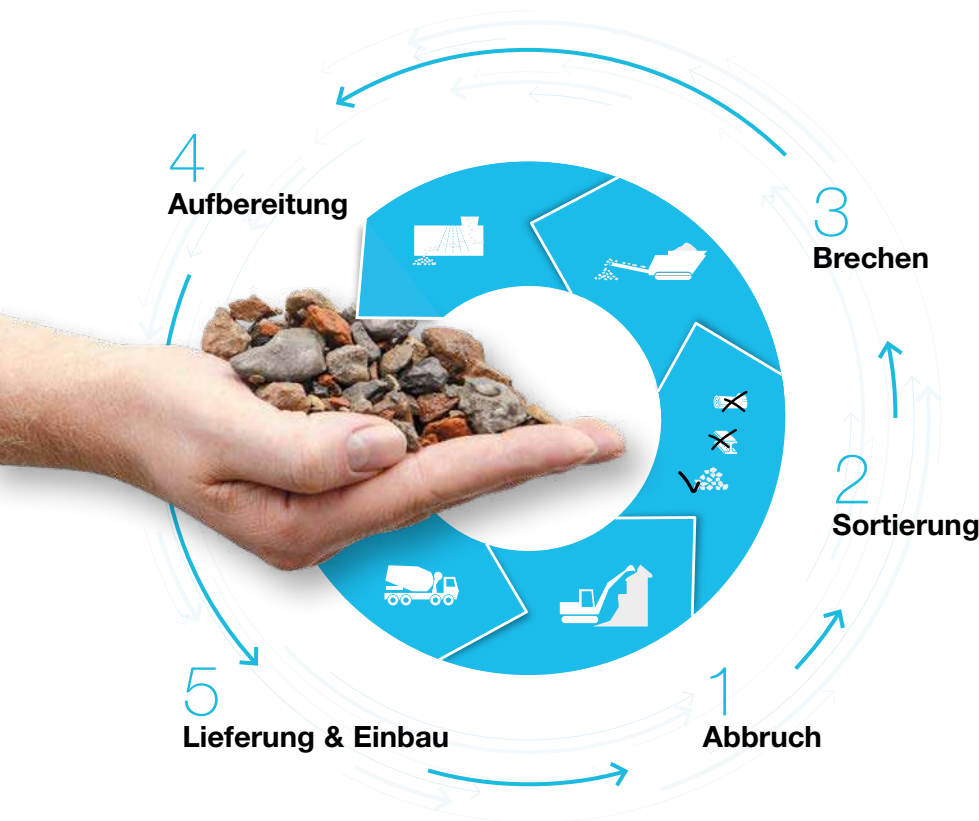 4
Aufbereitung
3
Brechen
2
Sortierung
1
Abbruch
5
Lieferung & Einbau